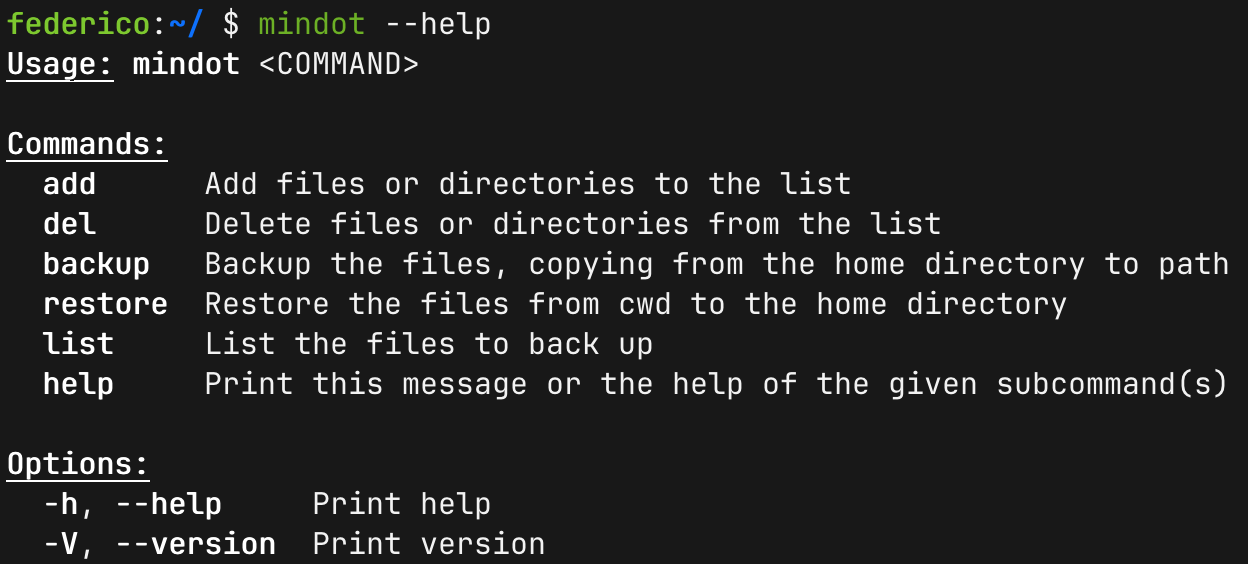 federico:~/ $ mindot --help
Usage: mindot <COMMAND>

Commands:
  add      Add files or directories to the list
  del      Delete files or directories from the list
  backup   Backup the files, copying from the home directory to path
  restore  Restore the files from cwd to the home directory
  list     List the files to back up
  help     Print this message or the help of the given subcommand(s)

Options:
  -h, --help     Print help
  -V, --version  Print version